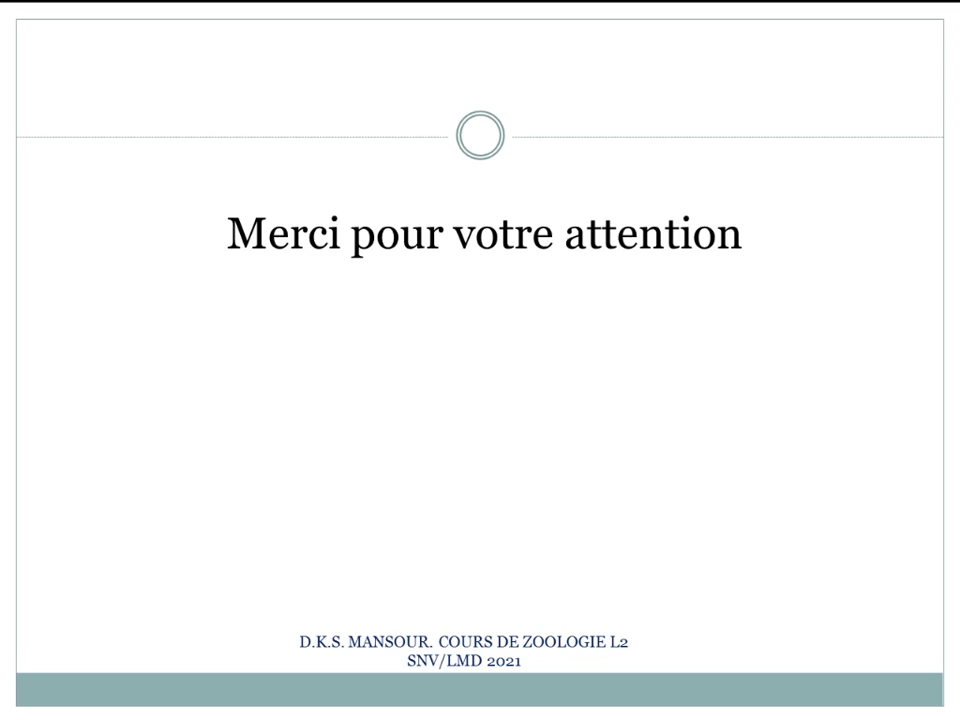 Merci pour votre attention
D.K.S. MANSOUR. COURS DE ZOOLOGIE L2
SNV/LMD 2021